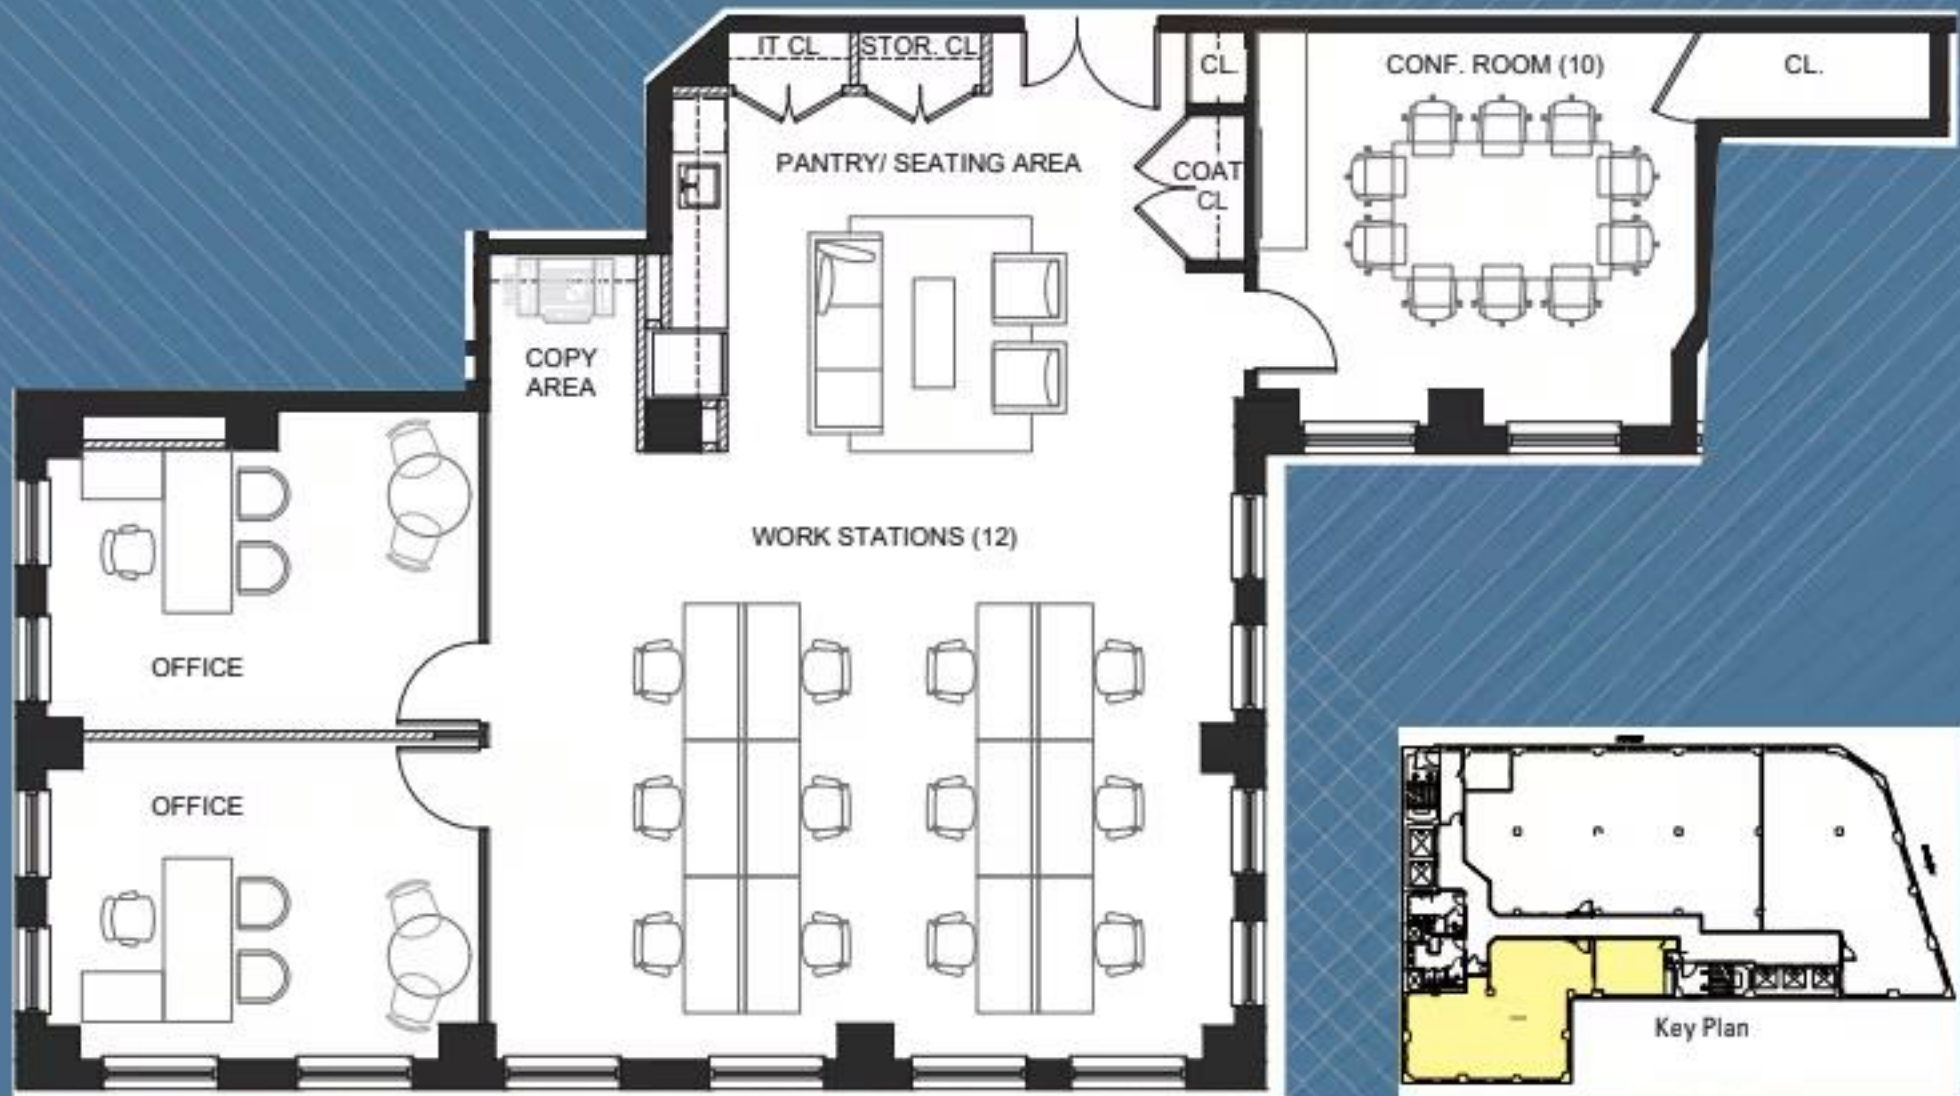 IT CL
STOR. CL
CL.
CONF. ROOM (10)
CL.
PANTRY/ SEATING AREA
COAT
CL
COPY
AREA
WORK STATIONS (12)
OFFICE
OFFICE
Key Plan